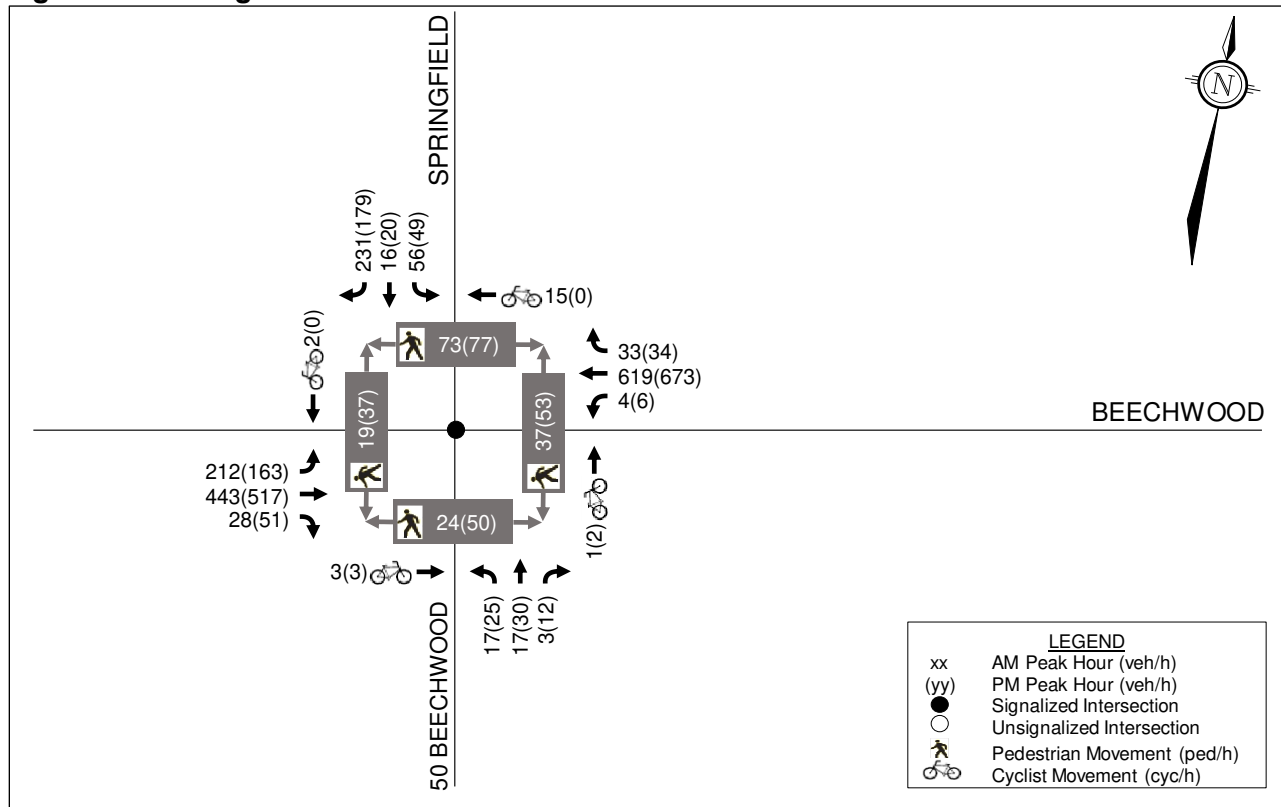 SPRINGFIELD
N
231(179)
16(20)
56(49)
15(0)
2(0)
73(77)
33(34)
619(673)
4(6)
19(37)
37(53)
BEECHWOOD
212(163)
443(517)
28(51)
24(50)
1(2)
3(3)
17(25)
17(30)
3(12)
50 BEECHWOOD
LEGEND
xx AM Peak Hour (veh/h)
(yy) PM Peak Hour (veh/h)
Signalized Intersection
Unsignalized Intersection
Pedestrian Movement (ped/h)
Cyclist Movement (cyc/h)